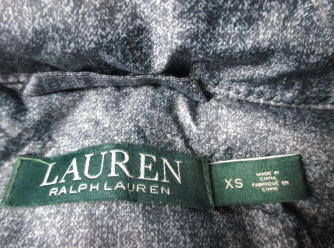 LAUREN
RALPH LAUREN
XS
MADE IN
CHINA
FABRIQUÉ EN
CHINE